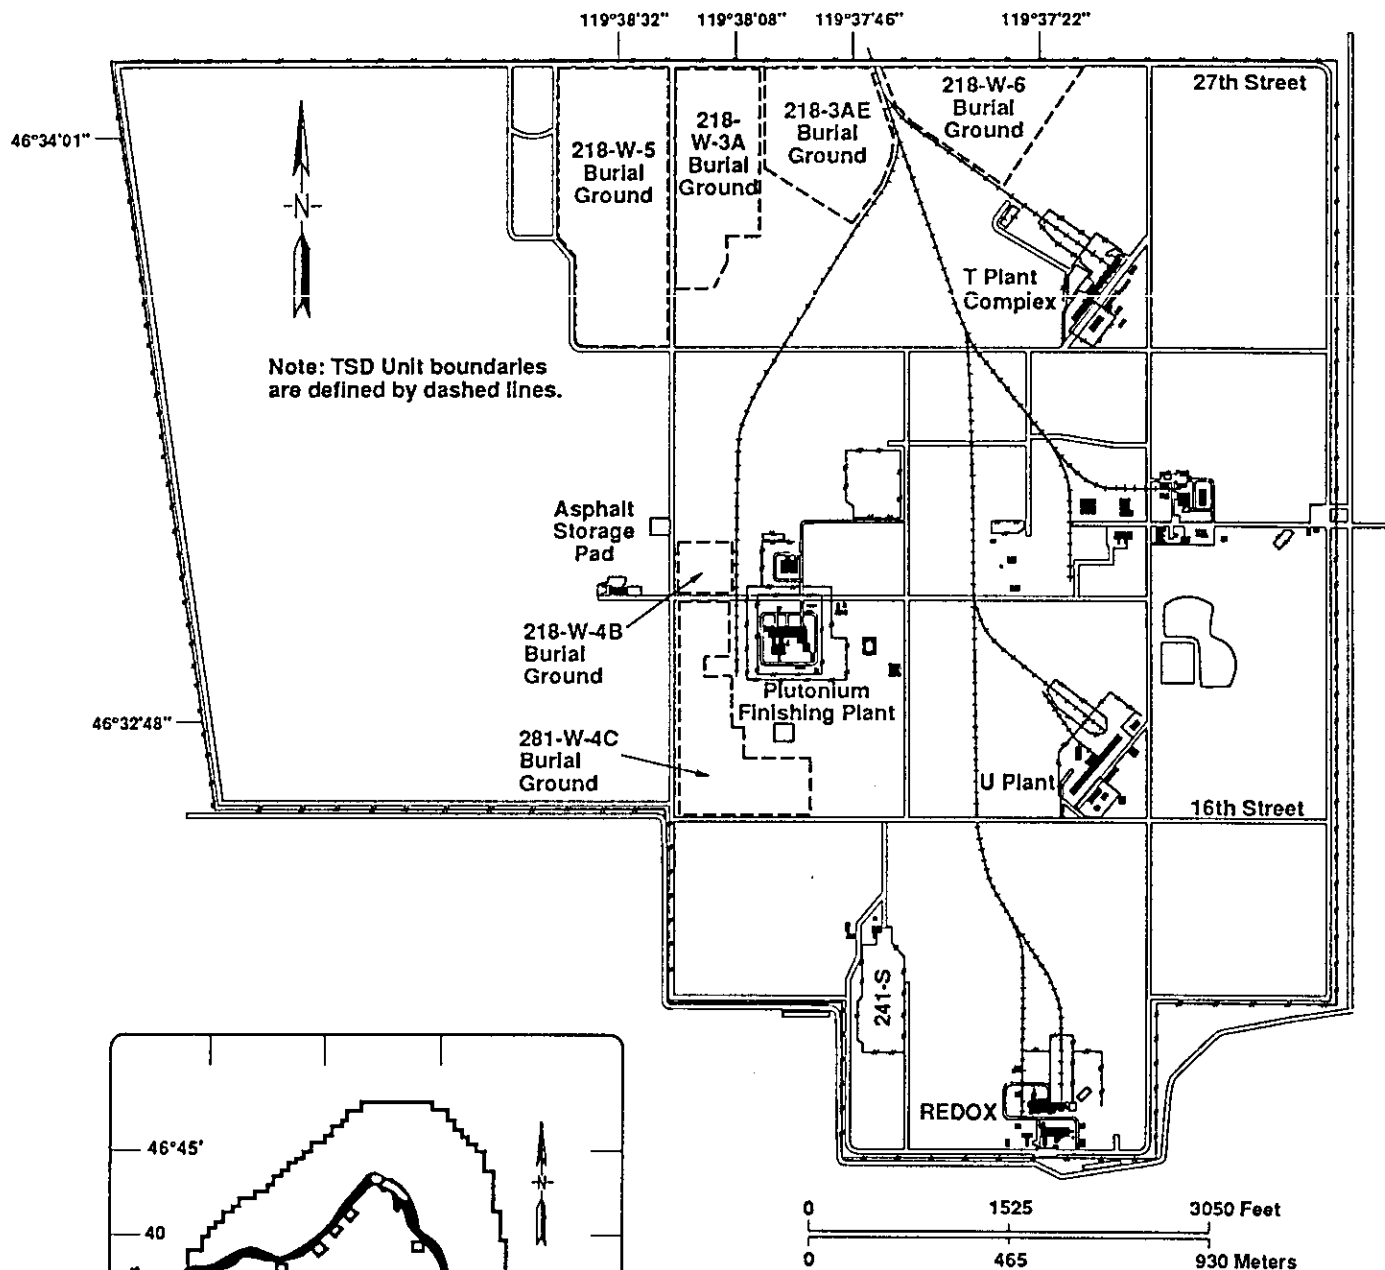 119°38'32"
119°38'08"
119°37'46"
119°37'22"
27th Street
46°34'01"
218-W-5
Burial
Ground
218-
W-3A
Burial
Ground
218-3AE
Burial
Ground
218-W-6
Burial
Ground
-N-
T Plant
Complex
Note: TSD Unit boundaries
are defined by dashed lines.
Asphalt
Storage
Pad
218-W-4B
Burial
Ground
Plutonium
Finishing Plant
46°32'48"
281-W-4C
Burial
Ground
U Plant
16th Street
241-S
REDOX
46°45'
-N-
40
0
1525
3050 Feet
0
465
930 Meters